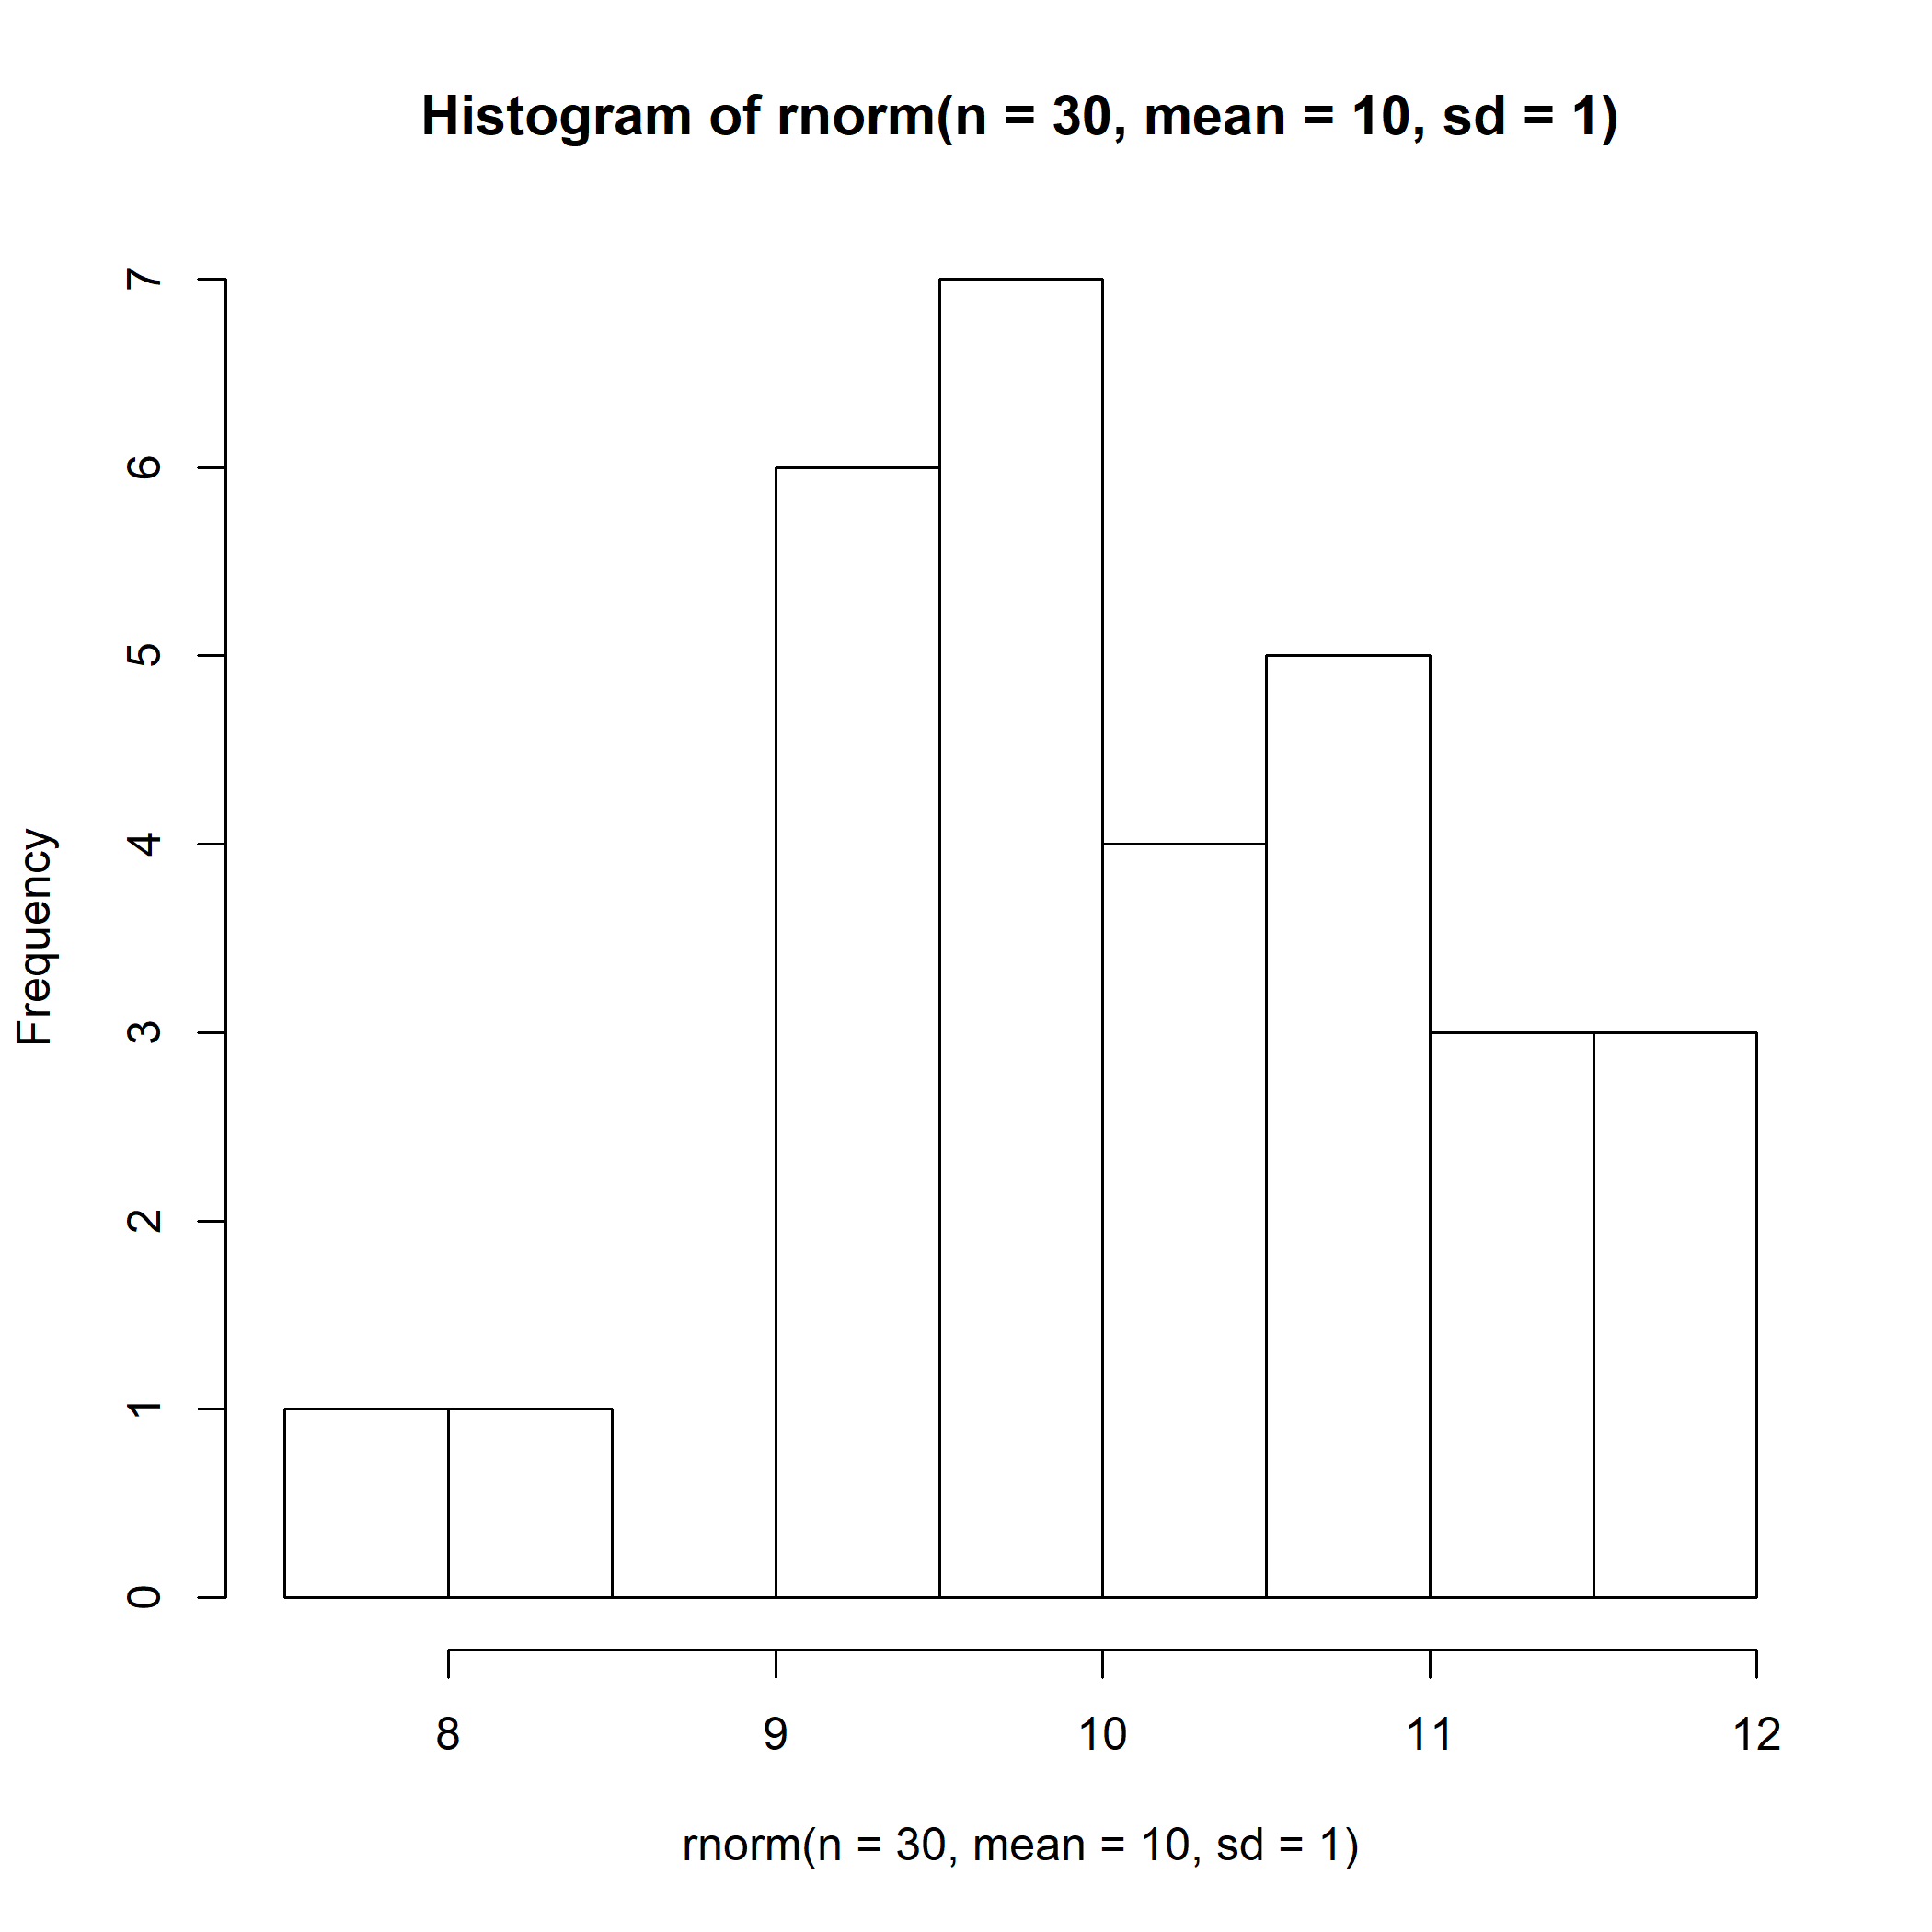 Histogram of rnorm(n = 30, mean = 10, sd = 1)
7
6
5
4
3
2
1
0
Frequency
8 9 10 11 12
rnorm(n = 30, mean = 10, sd = 1)